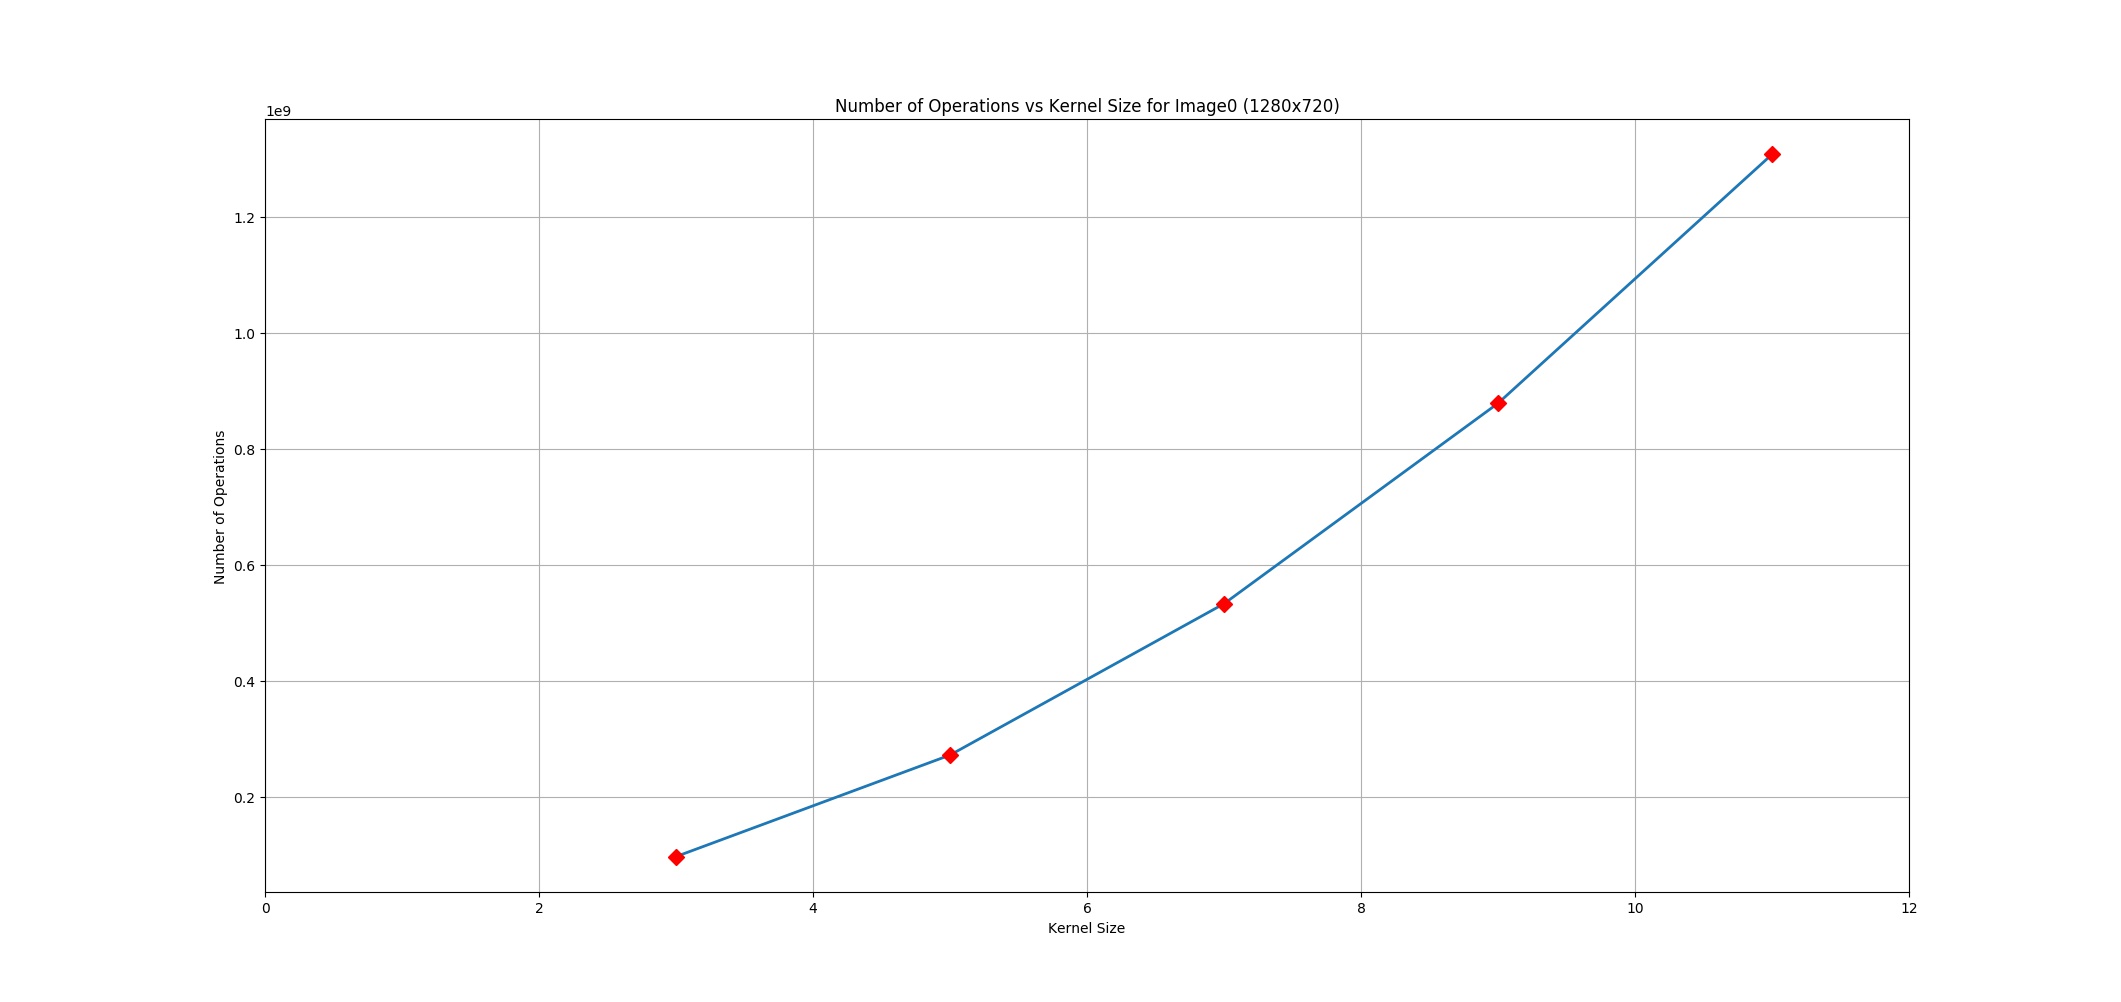 Number of Operations vs Kernel Size for Image0 (1280x720)
1e9
1.2
1.0
0.8
0.6
0.4
0.2
Number of Operations
0 2 4 6 8 10 12
Kernel Size